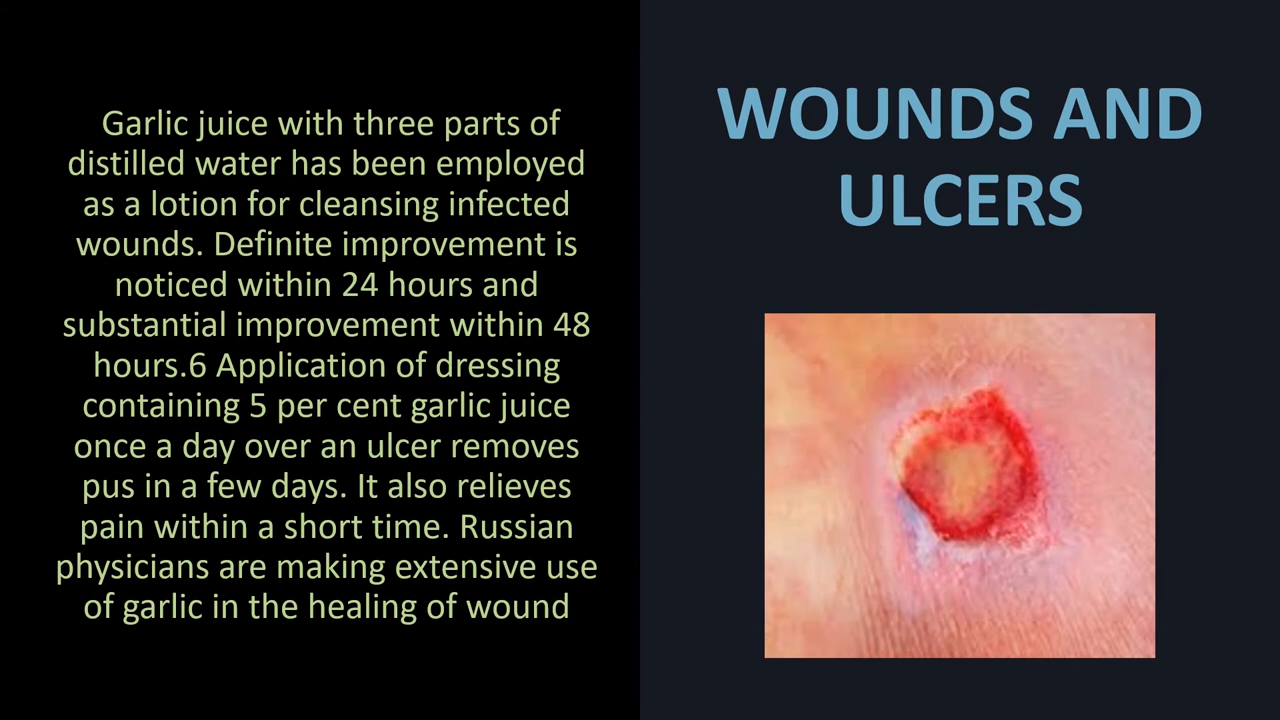 Garlic juice with three parts of
distilled water has been employed
as a lotion for cleansing infected
wounds. Definite improvement is
noticed within 24 hours and
substantial improvement within 48
hours.6 Application of dressing
containing 5 per cent garlic juice
once a day over an ulcer removes
pus in a few days. It also relieves
pain within a short time. Russian
physicians are making extensive use
of garlic in the healing of wound
WOUNDS AND
ULCERS